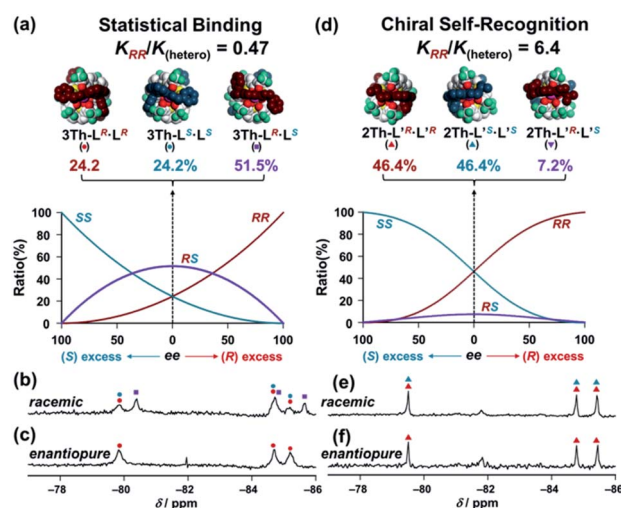 (a) Statistical Binding
K_RR/K_(hetero) = 0.47
3Th-L^R·L^R 3Th-L^S·L^S 3Th-L^R·L^S
(●) (●) (■)
24.2 24.2% 51.5%
Ratio(%)
100
80
60
40
20
0
SS
RR
RS
100 50 0 50 100
(S) excess ← ee → (R) excess
(b)
racemic
(c)
enantiopure
−78 −80 −82 −84 −86
δ / ppm
(d) Chiral Self-Recognition
K_RR/K_(hetero) = 6.4
2Th-L'^R·L'^R 2Th-L'^S·L'^S 2Th-L'^R·L'^S
(▲) (▲) (▼)
46.4% 46.4% 7.2%
Ratio(%)
100
80
60
40
20
0
SS
RR
RS
100 50 0 50 100
(S) excess ← ee → (R) excess
(e)
racemic
(f)
enantiopure
−78 −80 −82 −84 −86
δ / ppm